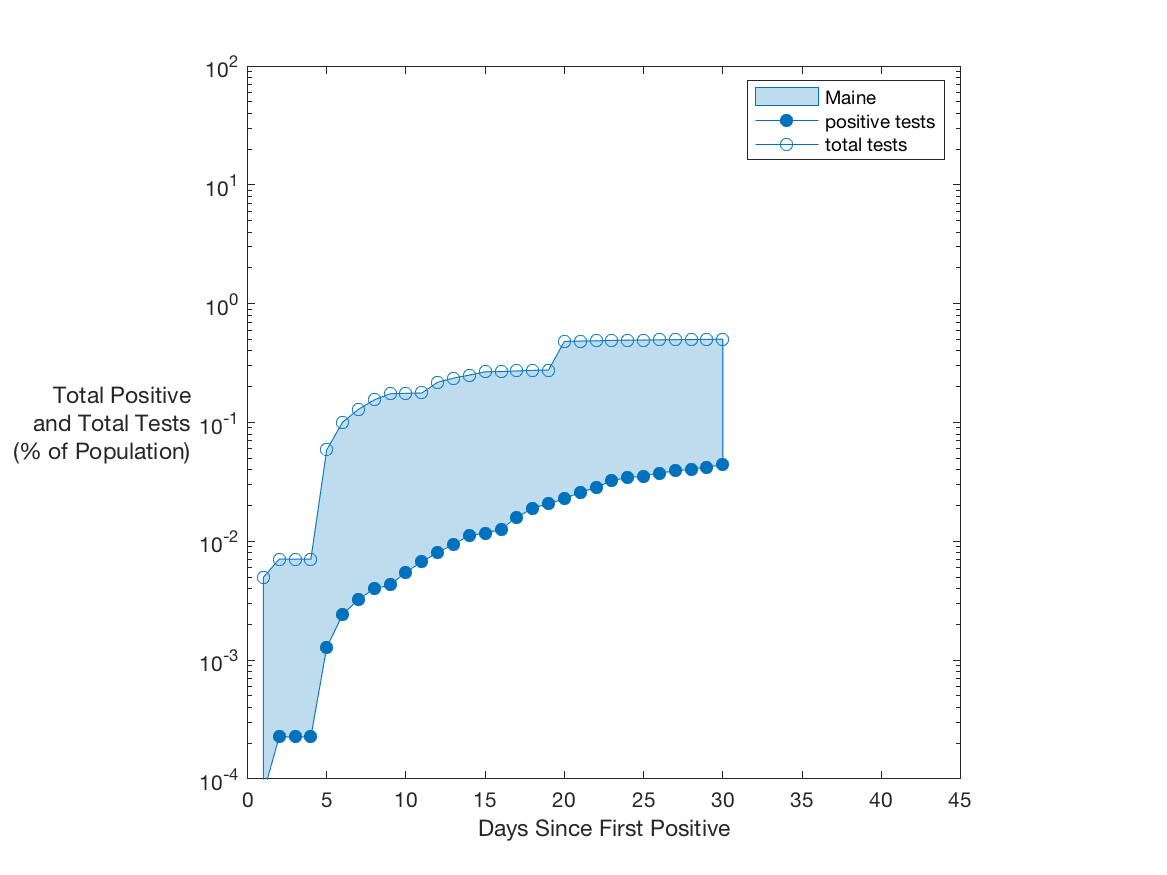 10^2
10^1
10^0
10^-1
10^-2
10^-3
10^-4
Total Positive
and Total Tests
(% of Population)
Maine
positive tests
total tests
0 5 10 15 20 25 30 35 40 45
Days Since First Positive